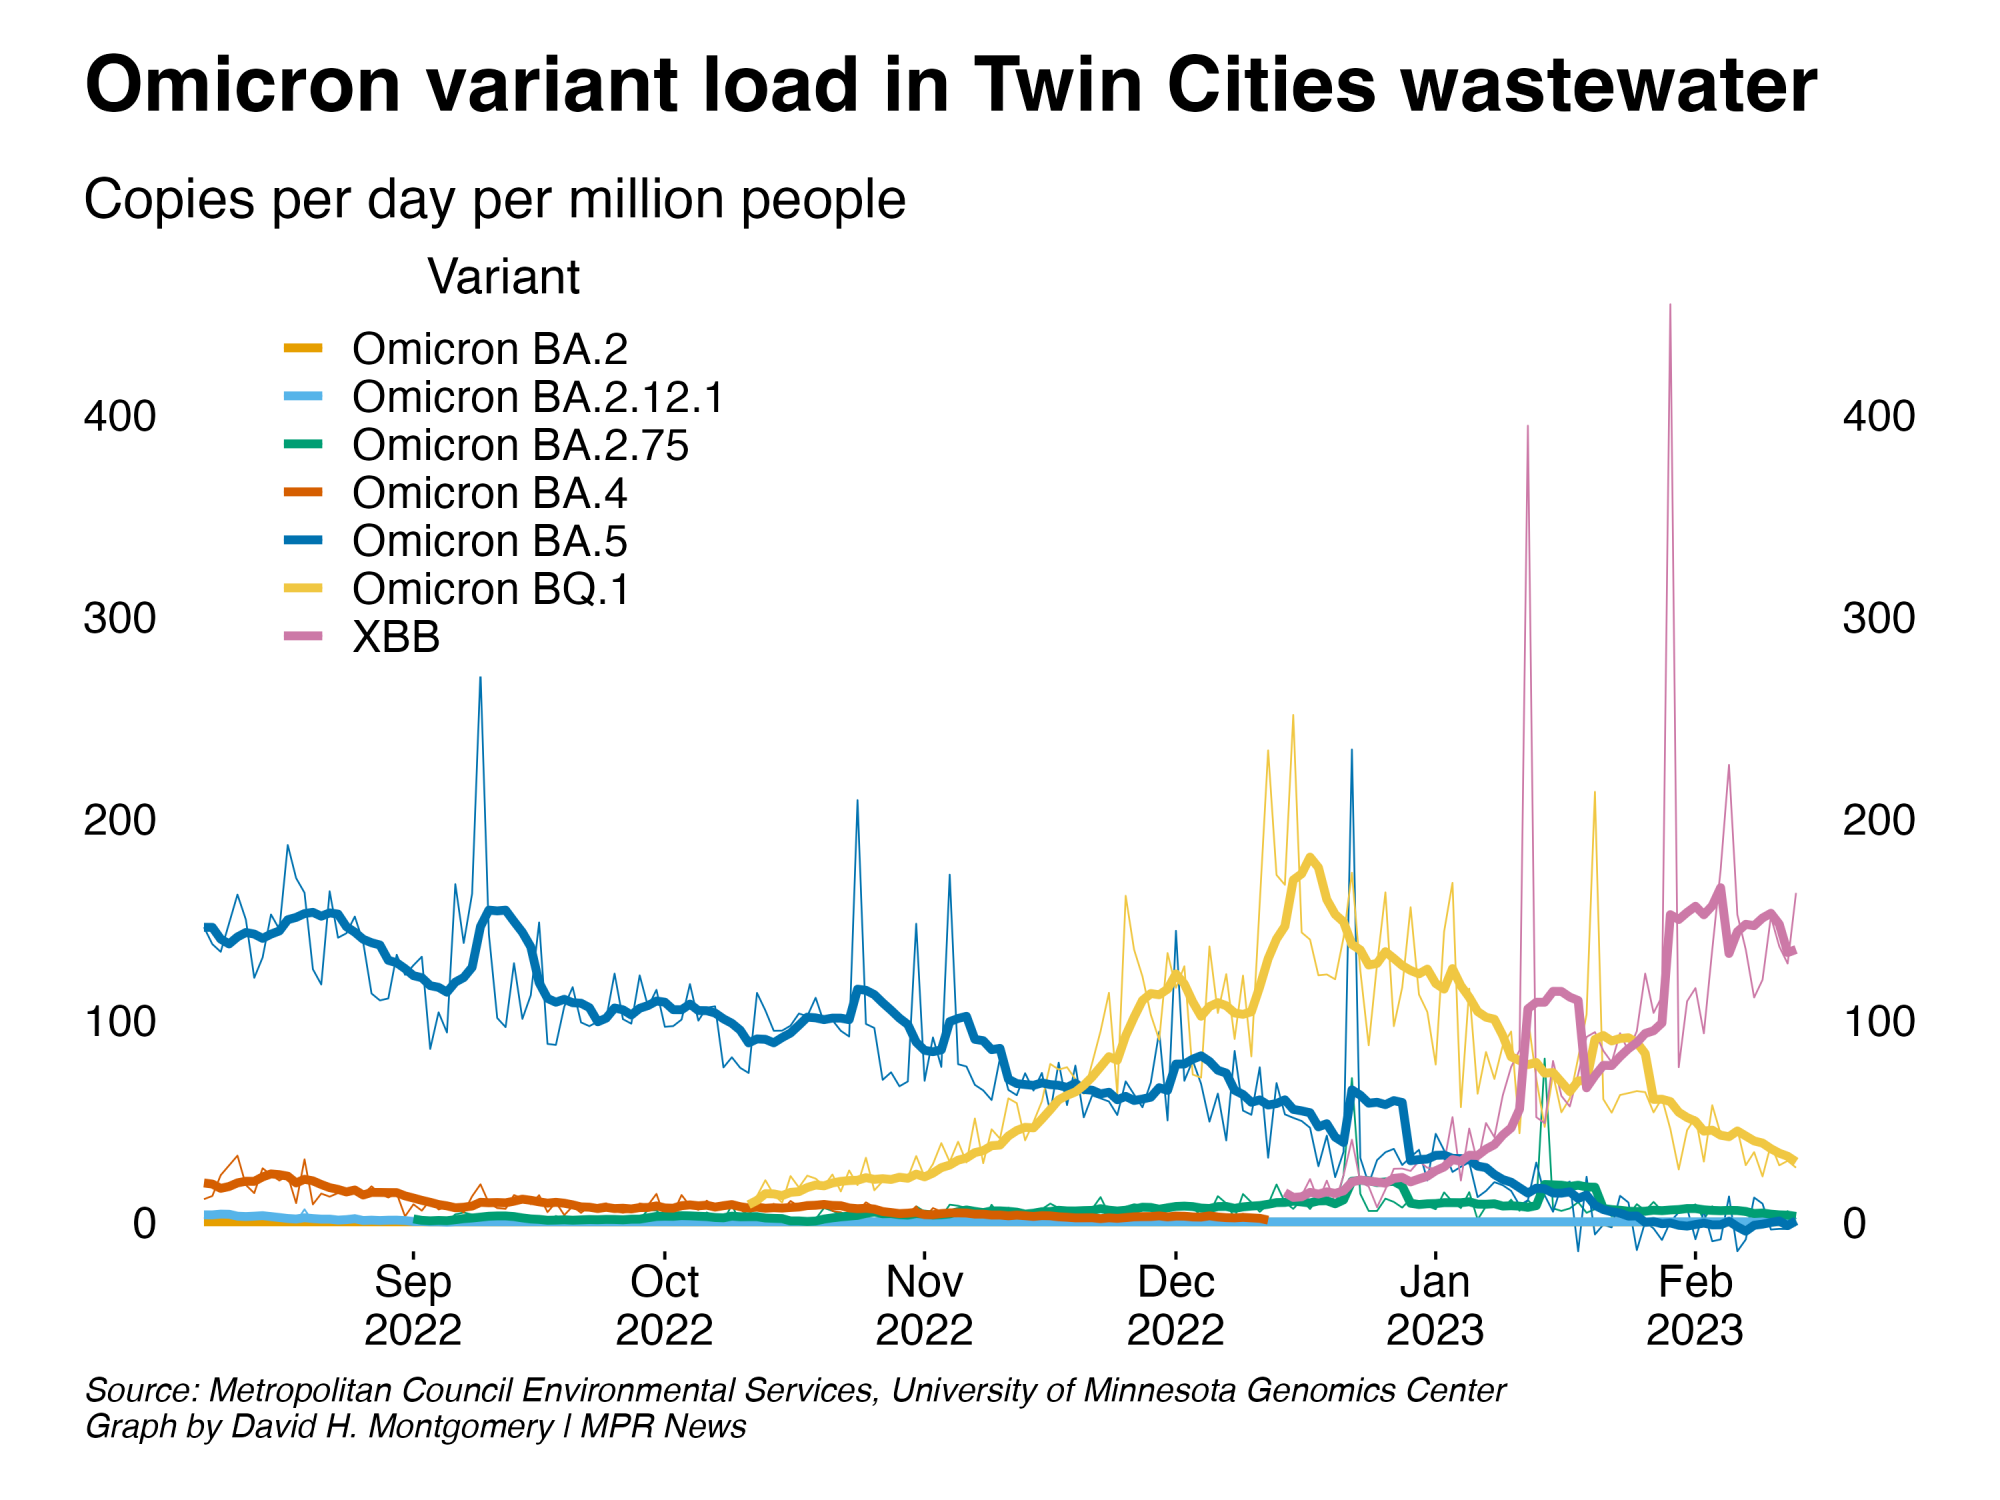 Omicron variant load in Twin Cities wastewater
Copies per day per million people
Variant
Omicron BA.2
Omicron BA.2.12.1
Omicron BA.2.75
Omicron BA.4
Omicron BA.5
Omicron BQ.1
XBB
400 400
300 300
200 200
100 100
0 0
Sep Oct Nov Dec Jan Feb
2022 2022 2022 2022 2023 2023
Source: Metropolitan Council Environmental Services, University of Minnesota Genomics Center
Graph by David H. Montgomery | MPR News